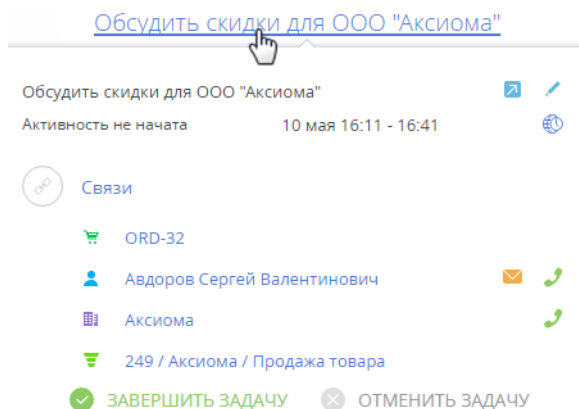 Обсудить скидки для ООО "Аксиома"
Обсудить скидки для ООО "Аксиома"
Активность не начата 10 мая 16:11 - 16:41
Связи
ORD-32
Авдоров Сергей Валентинович
Аксиома
249 / Аксиома / Продажа товара
ЗАВЕРШИТЬ ЗАДАЧУ ОТМЕНИТЬ ЗАДАЧУ